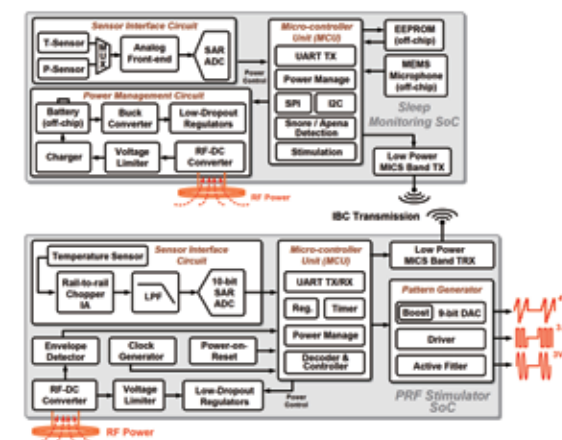 Sensor Interface Circuit
T-Sensor
P-Sensor
MUX
Analog
Front-end
SAR
ADC
Power
Control
Power Management Circuit
Battery
(off-chip)
Buck
Converter
Low-Dropout
Regulators
Charger
Voltage
Limiter
RF-DC
Converter
RF Power
Micro-controller
Unit (MCU)
UART TX
Power Manage
SPI
I2C
Snore / Apena
Detection
Stimulation
EEPROM
(off-chip)
MEMS
Microphone
(off-chip)
Sleep
Monitoring SoC
Low Power
MICS Band TX
IBC Transmission
Sensor Interface
Circuit
Temperature Sensor
Rail-to-rail
Chopper
IA
LPF
10-bit
SAR
ADC
Envelope
Detector
Clock
Generator
Power-on-
Reset
RF-DC
Converter
Voltage
Limiter
Low-Dropout
Regulators
Power
Control
RF Power
Micro-controller
Unit (MCU)
UART TX/RX
Reg.
Timer
Power Manage
Decoder &
Controller
Low Power
MICS Band TRX
Pattern Generator
Boost
9-bit DAC
Driver
Active Fitler
PRF Stimulator
SoC